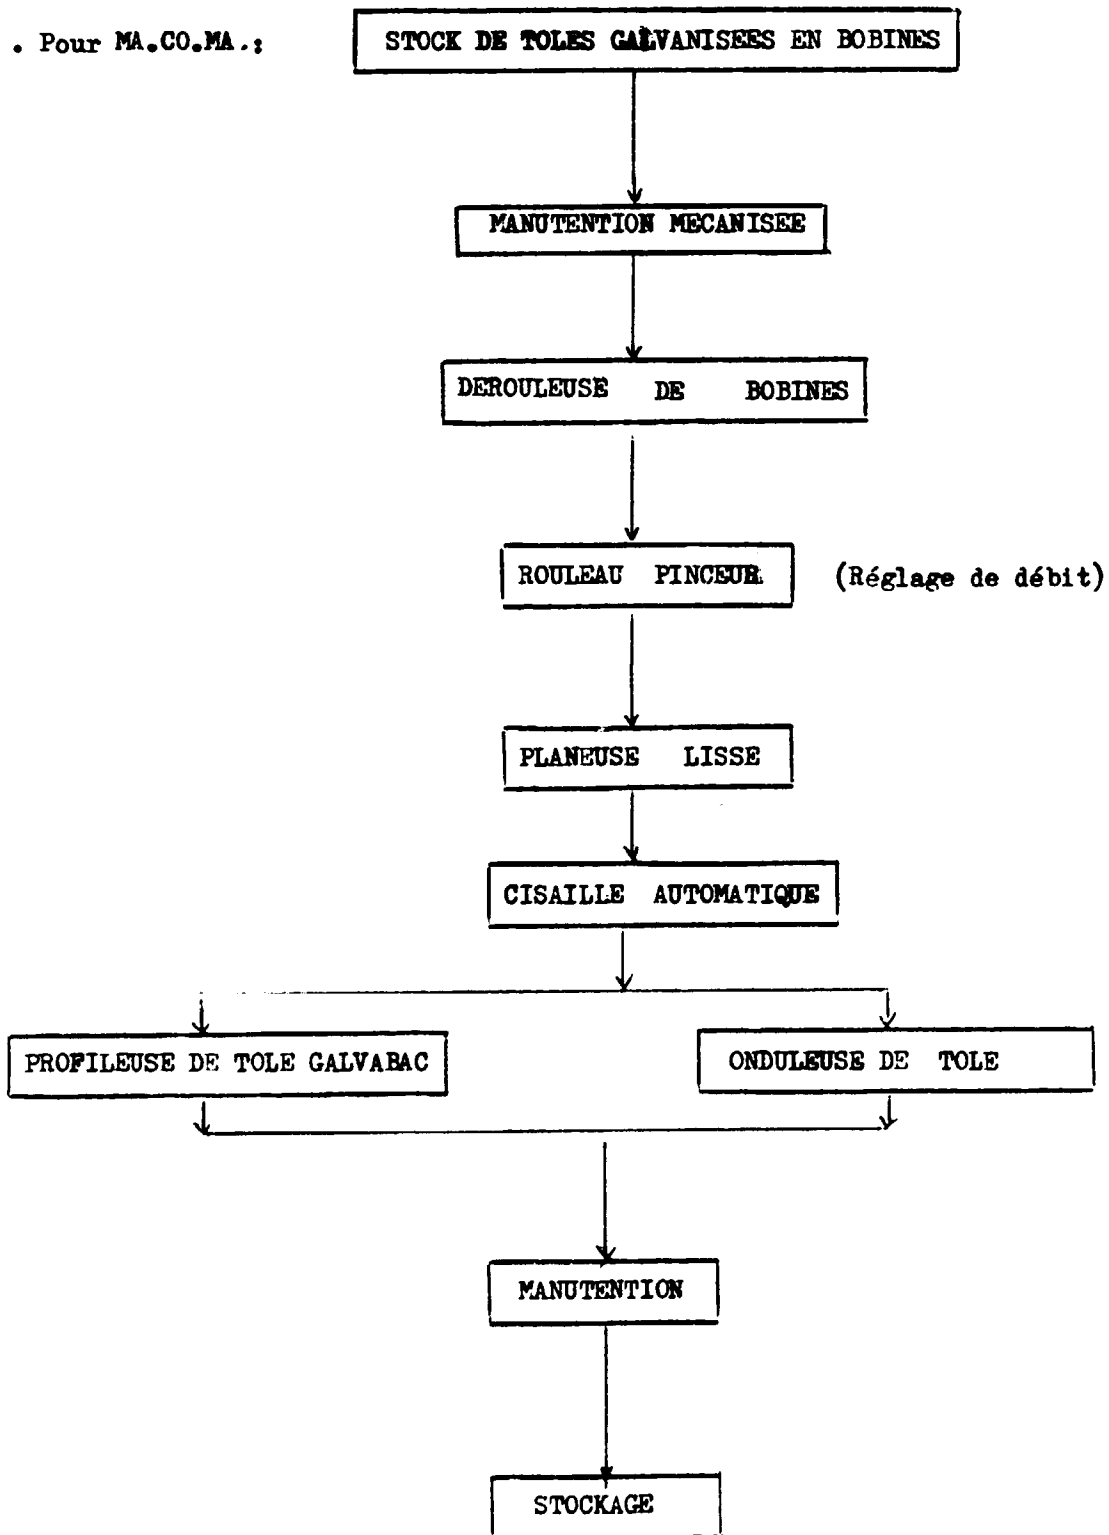 . Pour MA.CO.MA.:
STOCK DE TOLES GALVANISEES EN BOBINES
MANUTENTION MECANISEE
DEROULEUSE DE BOBINES
ROULEAU PINCEUR (Réglage de débit)
PLANEUSE LISSE
CISAILLE AUTOMATIQUE
PROFILEUSE DE TOLE GALVABAC
ONDULEUSE DE TOLE
MANUTENTION
STOCKAGE